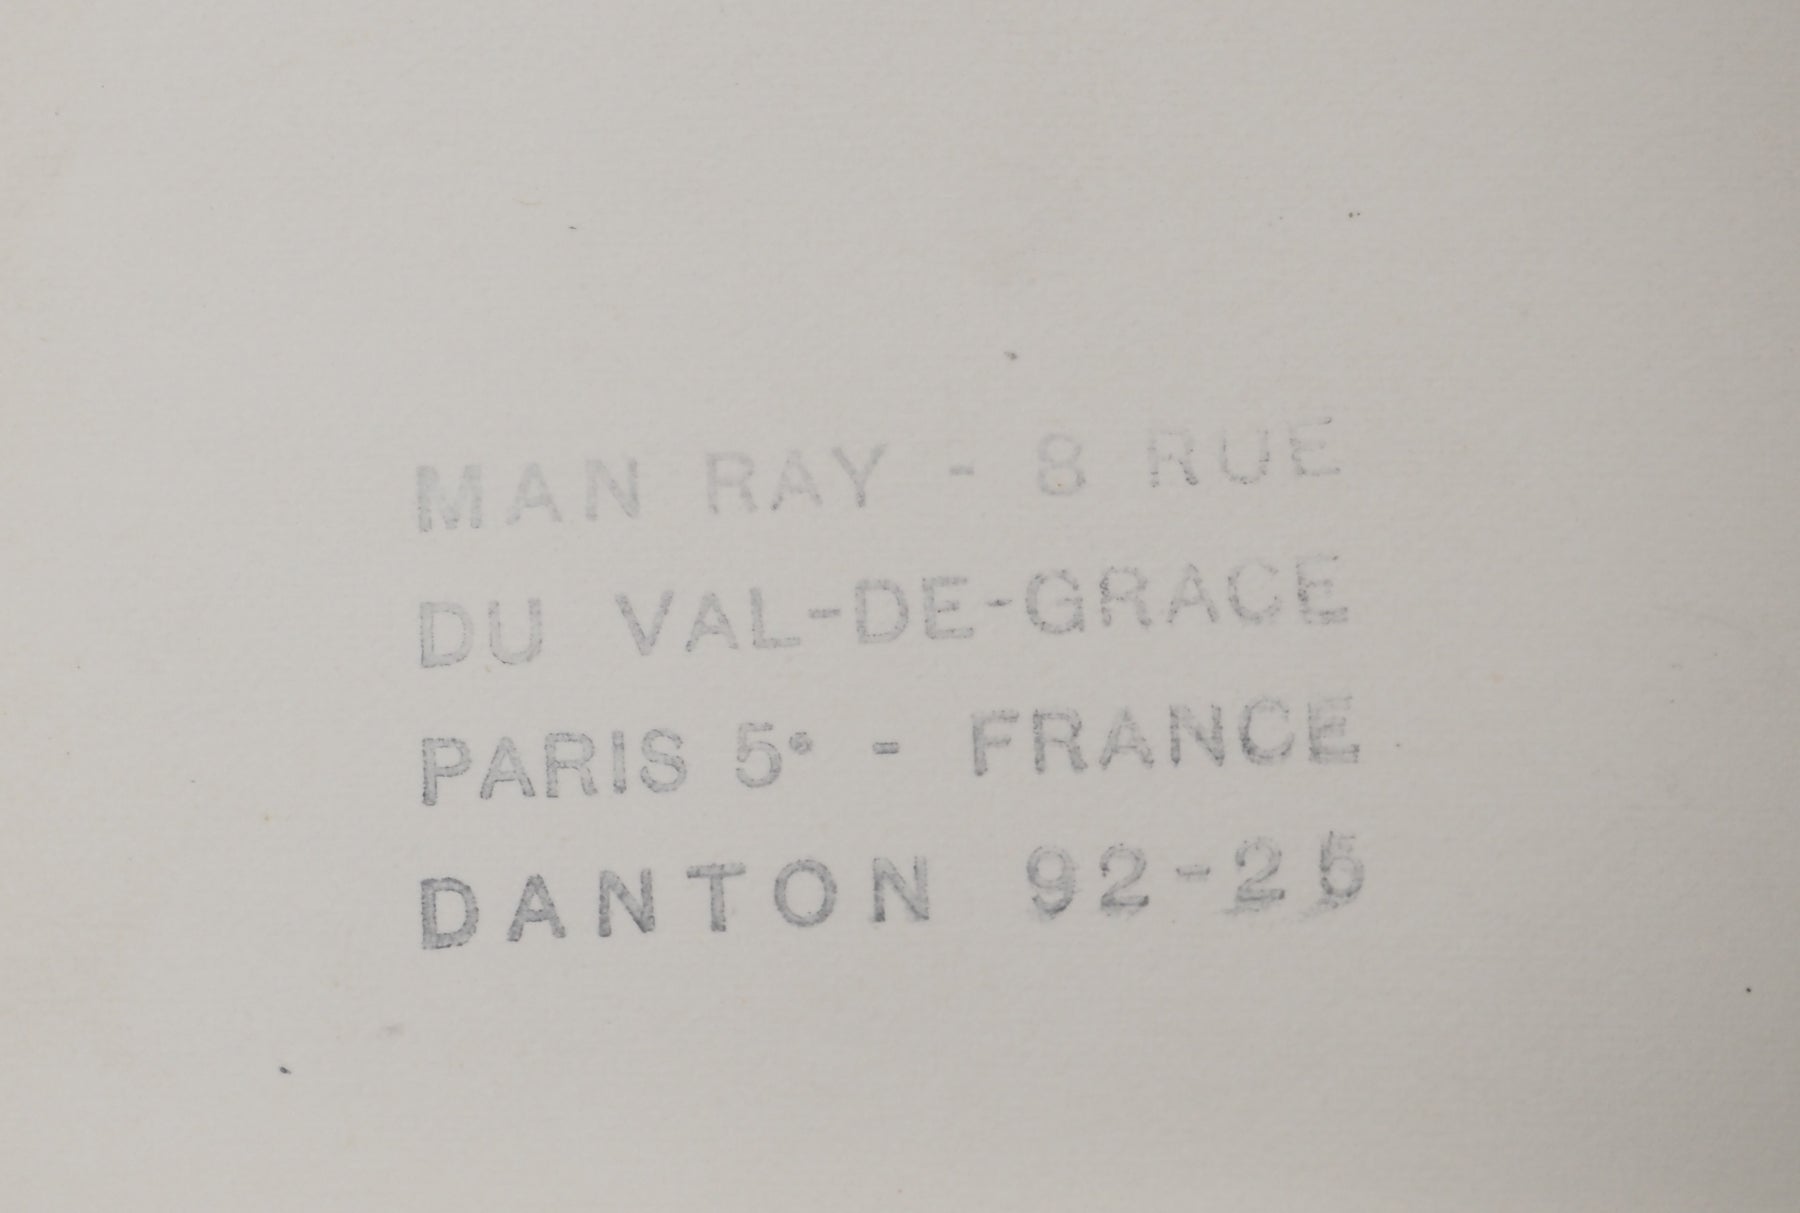 MAN RAY - 8 RUE
DU VAL-DE-GRACE
PARIS 5e - FRANCE
DANTON 92-25